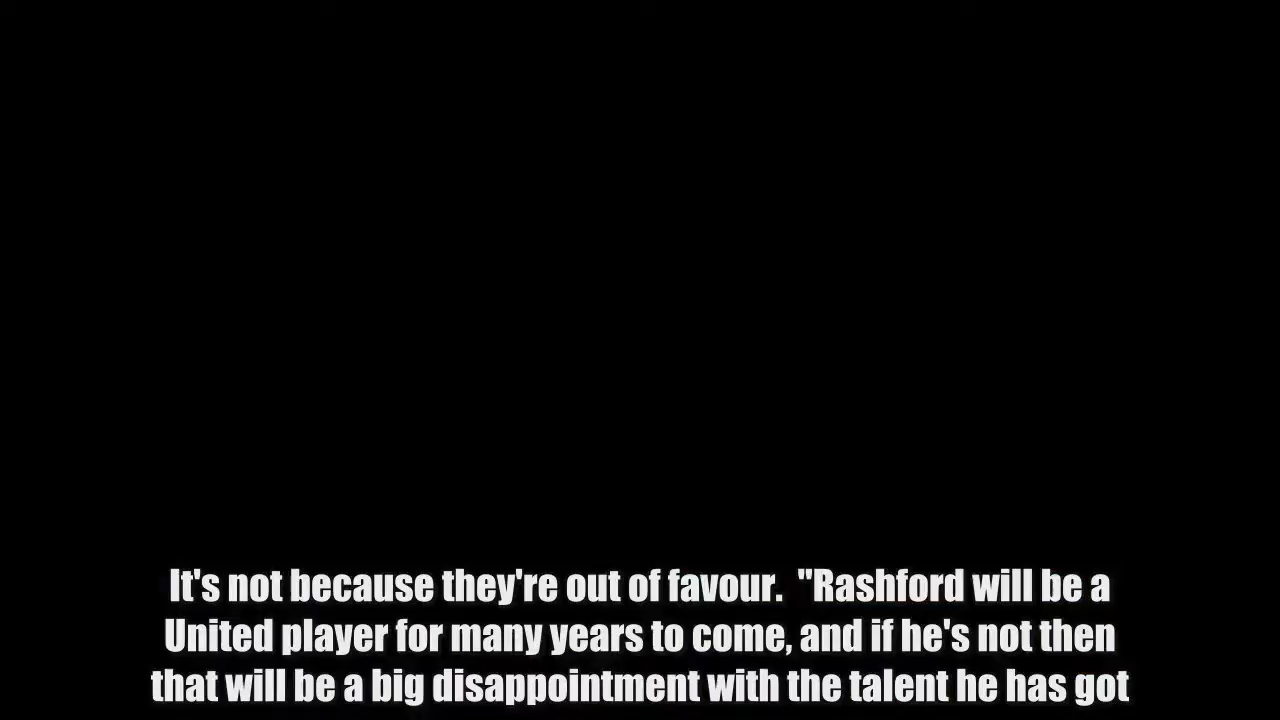 It's not because they're out of favour.  "Rashford will be a
United player for many years to come, and if he's not then
that will be a big disappointment with the talent he has got